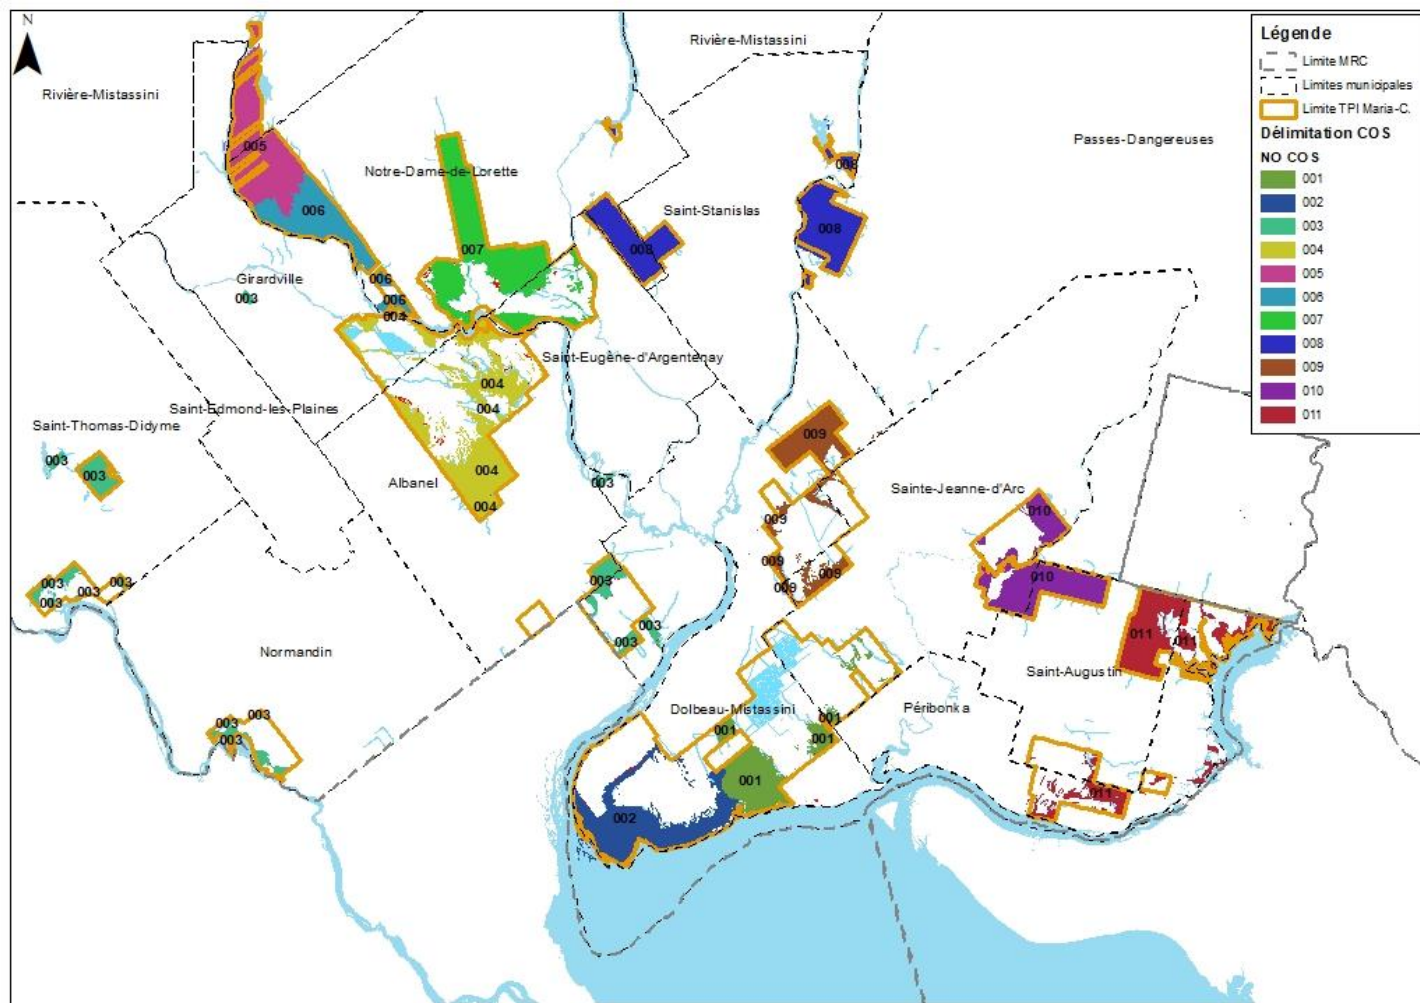 N
Rivière-Mistassini
Rivière-Mistassini
Passes-Dangereuses
005
Notre-Dame-de-Lorette
008
Saint-Stanislas
006
008
007
008
Girardville
006
003
006
004
Saint-Eugène-d'Argentenay
004
Saint-Edmond-les-Plaines
004
Saint-Thomas-Didyme
009
003
004
003
Albanel
003
Sainte-Jeanne-d'Arc
004
010
009
009
003
003
003
009
010
003
003
009
003
011
003
011
Normandin
Saint-Augustin
Dolbeau-Mistassini
Péribonka
003
003
001
001
003
001
001
011
002
Légende
Limite MRC
Limites municipales
Limite TPI Maria-C.
Délimitation COS
NO COS
001
002
003
004
005
006
007
008
009
010
011